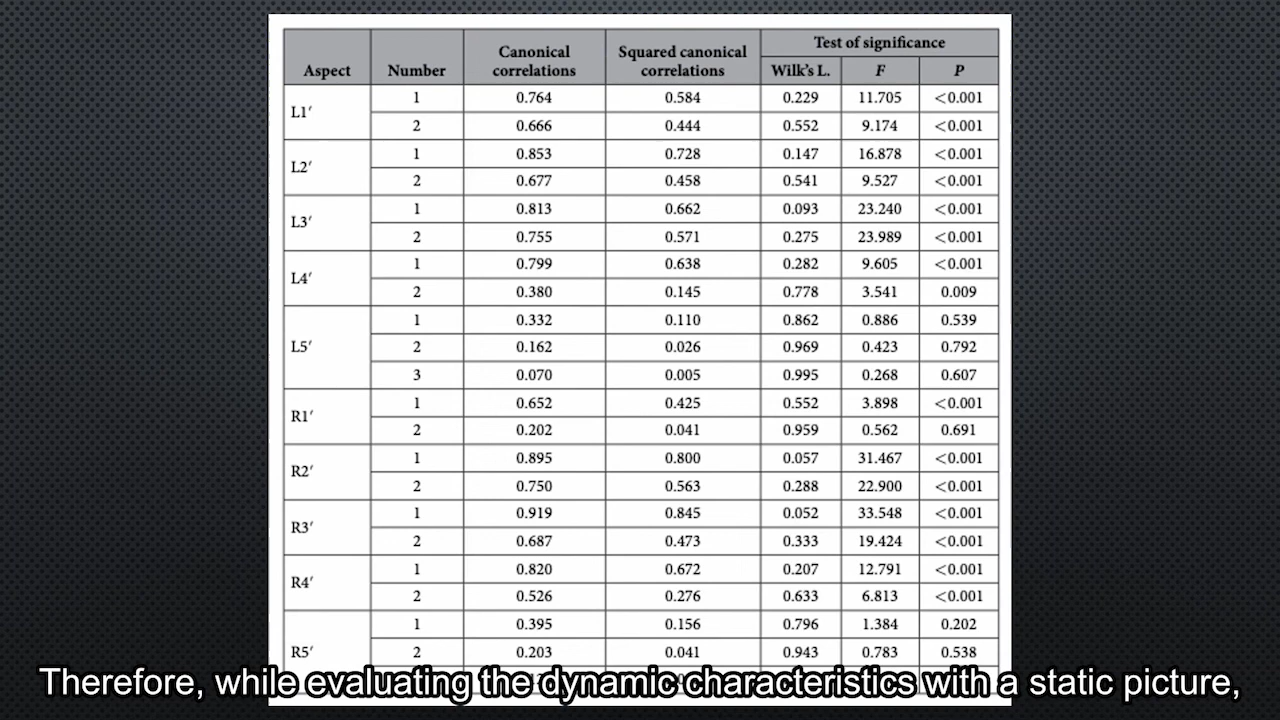 Aspect Number Canonical correlations Squared canonical correlations Test of significance
Wilk's L. F P
L1′ 1 0.764 0.584 0.229 11.705 <0.001
2 0.666 0.444 0.552 9.174 <0.001
L2′ 1 0.853 0.728 0.147 16.878 <0.001
2 0.677 0.458 0.541 9.527 <0.001
L3′ 1 0.813 0.662 0.093 23.240 <0.001
2 0.755 0.571 0.275 23.989 <0.001
L4′ 1 0.799 0.638 0.282 9.605 <0.001
2 0.380 0.145 0.778 3.541 0.009
L5′ 1 0.332 0.110 0.862 0.886 0.539
2 0.162 0.026 0.969 0.423 0.792
3 0.070 0.005 0.995 0.268 0.607
R1′ 1 0.652 0.425 0.552 3.898 <0.001
2 0.202 0.041 0.959 0.562 0.691
R2′ 1 0.895 0.800 0.057 31.467 <0.001
2 0.750 0.563 0.288 22.900 <0.001
R3′ 1 0.919 0.845 0.052 33.548 <0.001
2 0.687 0.473 0.333 19.424 <0.001
R4′ 1 0.820 0.672 0.207 12.791 <0.001
2 0.526 0.276 0.633 6.813 <0.001
R5′ 1 0.395 0.156 0.796 1.384 0.202
2 0.203 0.041 0.943 0.783 0.538
Therefore, while evaluating the dynamic characteristics with a static picture,